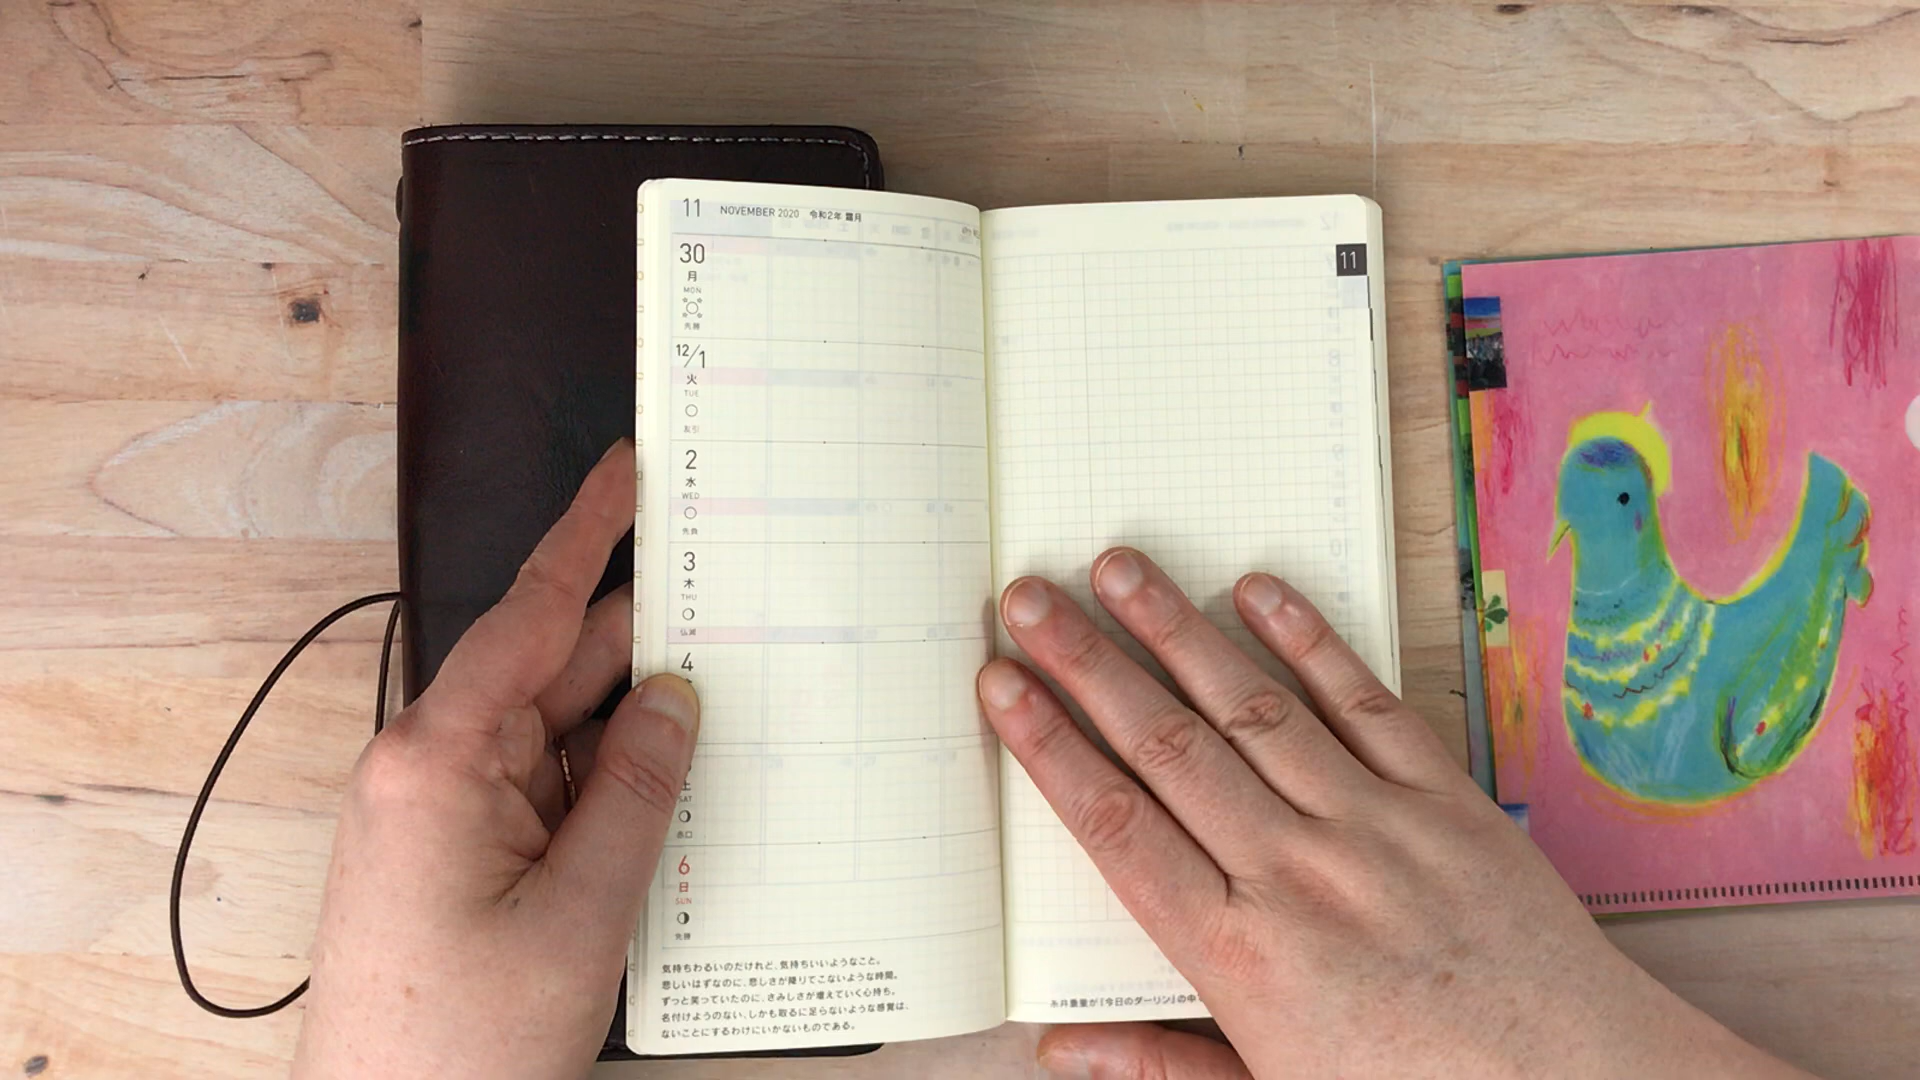 11 NOVEMBER 2020 令和2年 霜月
30
月
MON
先勝
12/1
火
TUE
友引
2
水
WED
先負
3
木
THU
仏滅
4
土
SAT
赤口
6
日
SUN
先勝
気持ちわるいのだけれど、気持ちいいようなこと。
悲しいはずなのに、悲しさが降りてこないような時間。
ずっと笑っていたのに、さみしさが増えていく心持ち。
名付けようのない、しかも取るに足らないような感覚は、
ないことにするわけにいかないものである。
11
糸井重里が『今日のダーリン』の中で